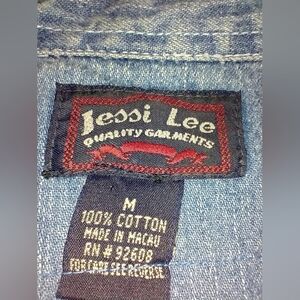 Jessi Lee
QUALITY GARMENTS
M
100% COTTON
MADE IN MACAU
RN # 92608
FOR CARE SEE REVERSE